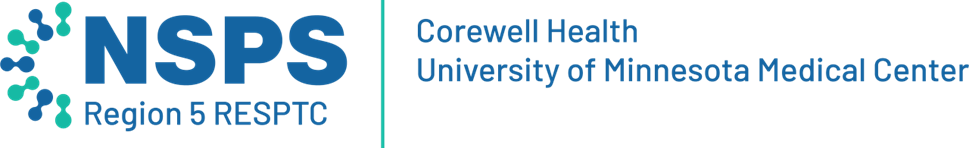 NSPS
Region 5 RESPTC
Corewell Health
University of Minnesota Medical Center